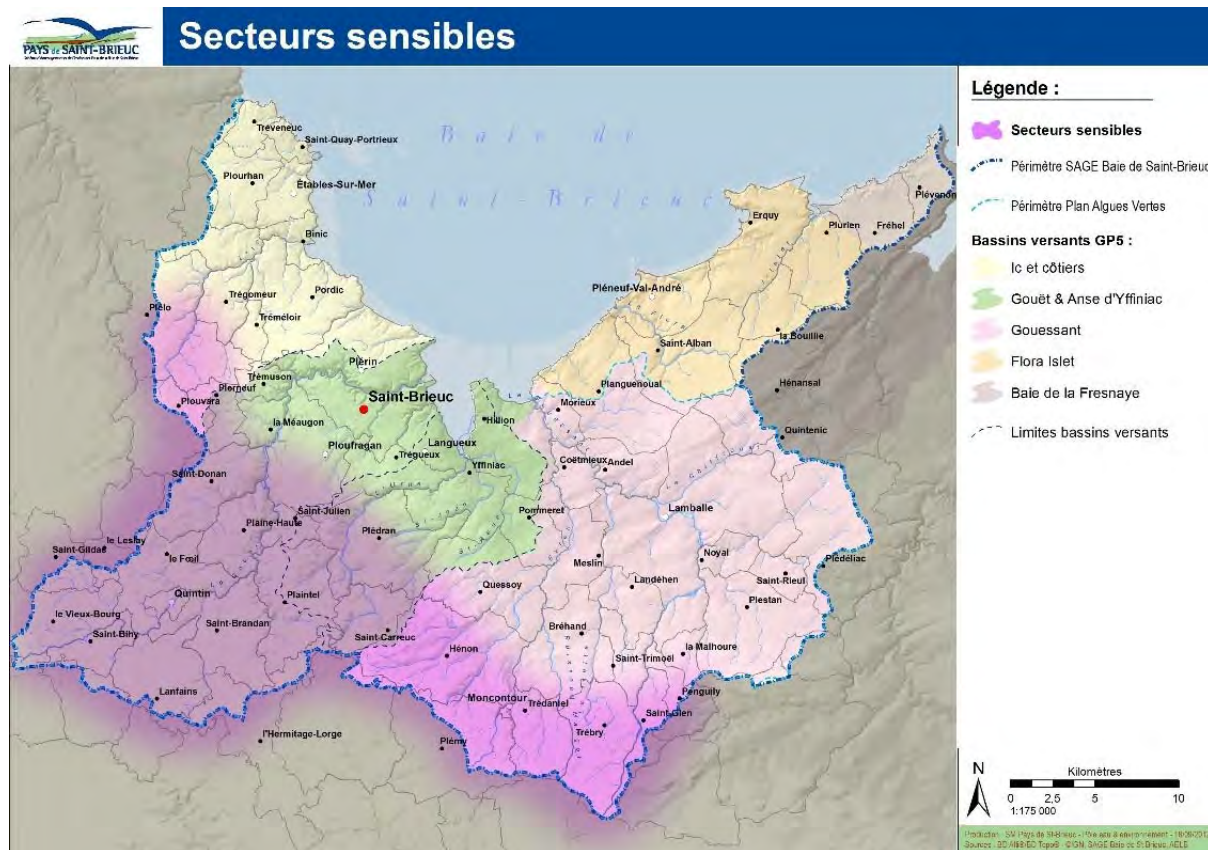 PAYS de SAINT-BRIEUC
Secteurs sensibles
Légende :
Secteurs sensibles
Périmètre SAGE Baie de Saint-Brieuc
Périmètre Plan Algues Vertes
Bassins versants GP5 :
Ic et côtiers
Gouët & Anse d'Yffiniac
Gouessant
Flora Islet
Baie de la Fresnaye
Limites bassins versants
Baie de
Saint-Brieuc
Tréveneuc
Saint-Quay-Portrieux
Plourhan
Étables-Sur-Mer
Binic
Plélo
Trégomeur
Pordic
Tréméloir
Plérin
Trémuson
Plerneuf
Plouvara
Saint-Brieuc
la Méaugon
Ploufragan
Langueux
Trégueux
Yffiniac
Hillion
Erquy
Plurien
Fréhel
Plévenon
Pléneuf-Val-André
Saint-Alban
la Bouillie
Planguenoual
Hénansal
Morieux
Quintenic
Coëtmieux
Andel
Saint-Donan
Saint-Julien
Plaine-Haute
Plédran
Pommeret
Lamballe
le Leslay
Saint-Gildas
le Fœil
Meslin
Noyal
Plédéliac
Quessoy
Landéhen
Saint-Rieul
Quintin
Plaintel
Plestan
le Vieux-Bourg
Saint-Brandan
Saint-Bihy
Saint-Carreuc
Bréhand
Hénon
Saint-Trimoël
la Malhoure
Lanfains
Moncontour
Trédaniel
Penguily
Saint-Glen
Trébry
l'Hermitage-Lorge
Plémy
N
Kilomètres
0 2,5 5 10
1:175 000